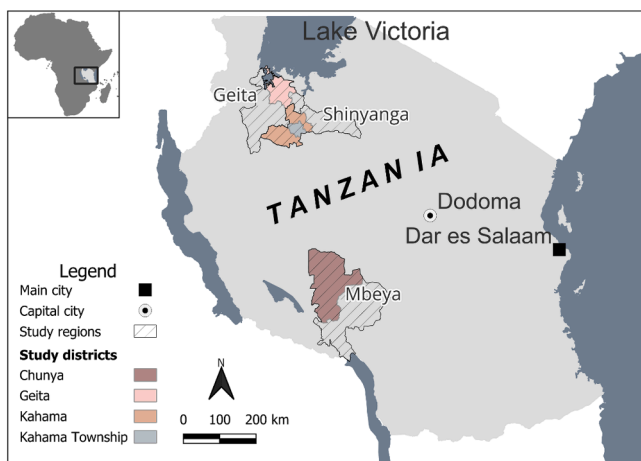 Lake Victoria
Geita
Shinyanga
TANZANIA
Dodoma
Dar es Salaam
Mbeya
Legend
Main city
Capital city
Study regions
Study districts
Chunya
Geita
Kahama
Kahama Township
N
0 100 200 km